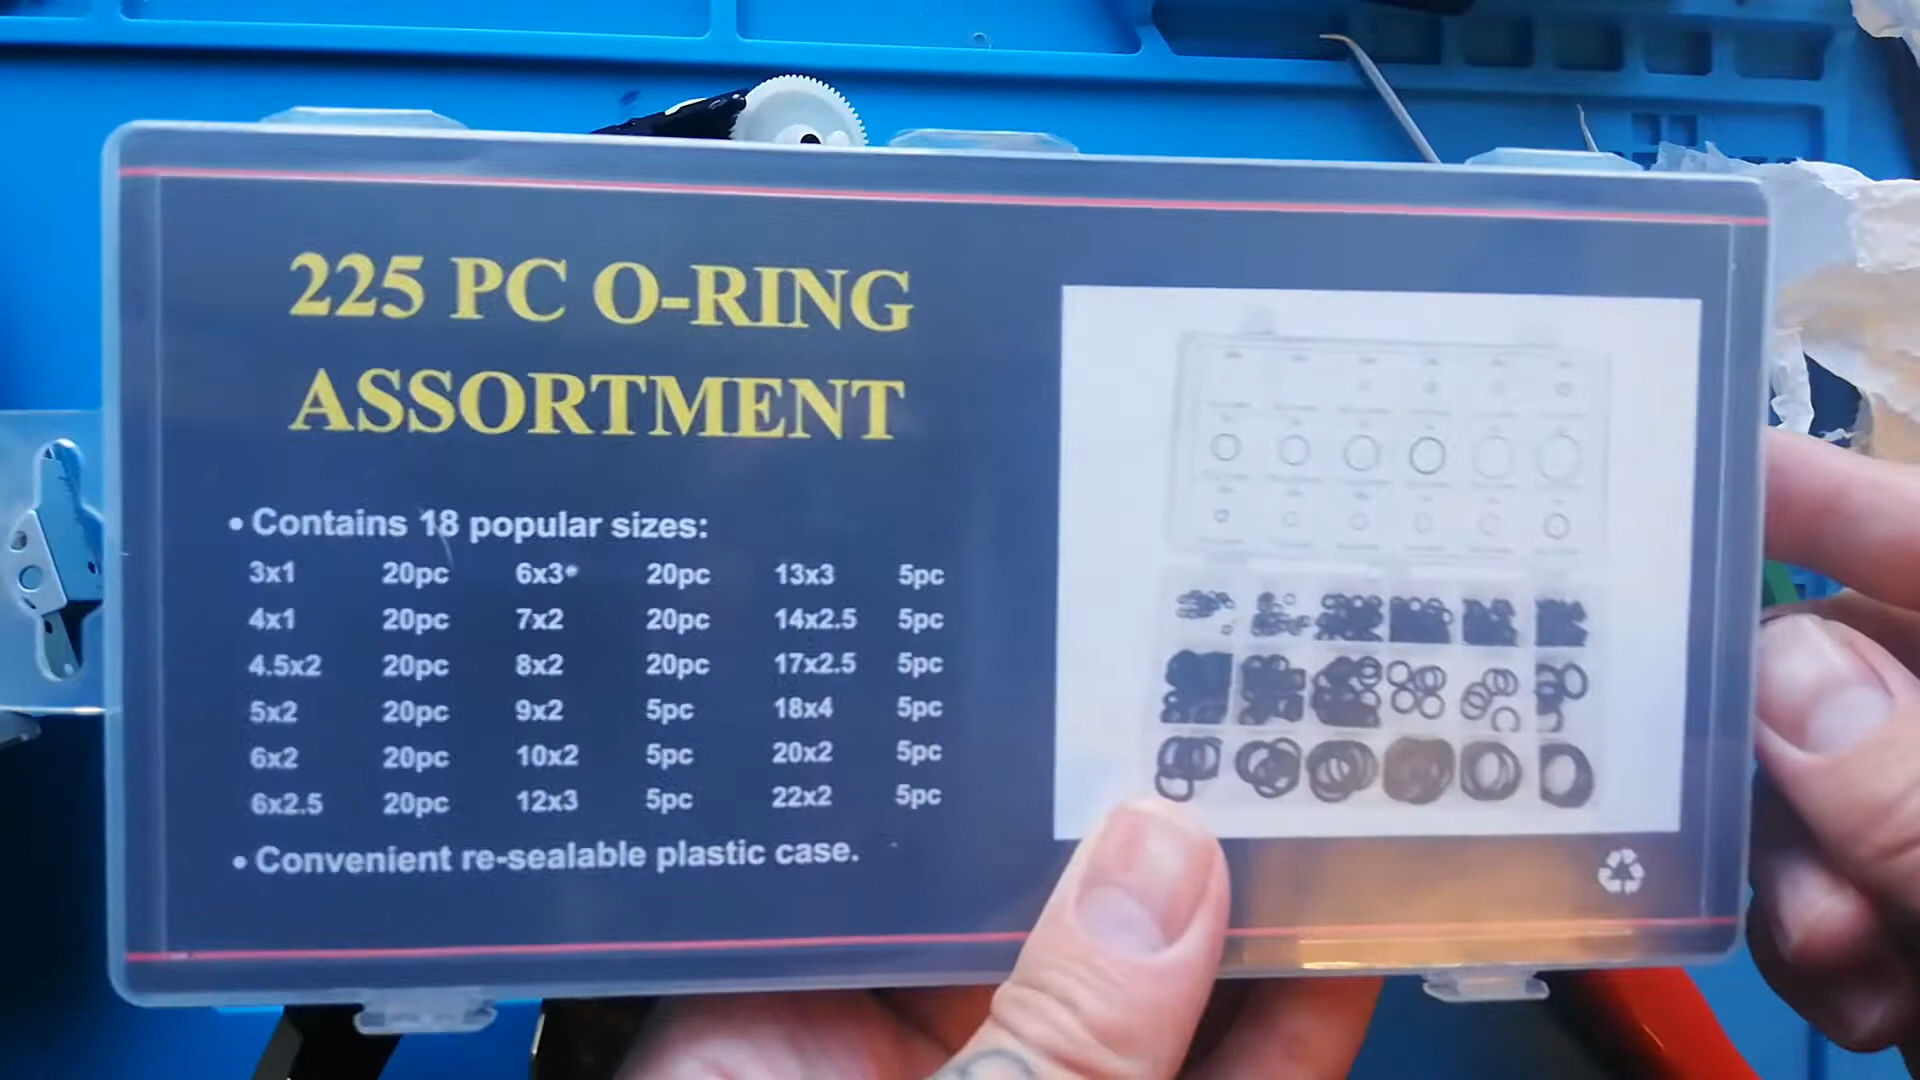 225 PC O-RING
ASSORTMENT
• Contains 18 popular sizes:
3x1 20pc 6x3* 20pc 13x3 5pc
4x1 20pc 7x2 20pc 14x2.5 5pc
4.5x2 20pc 8x2 20pc 17x2.5 5pc
5x2 20pc 9x2 5pc 18x4 5pc
6x2 20pc 10x2 5pc 20x2 5pc
6x2.5 20pc 12x3 5pc 22x2 5pc
• Convenient re-sealable plastic case.